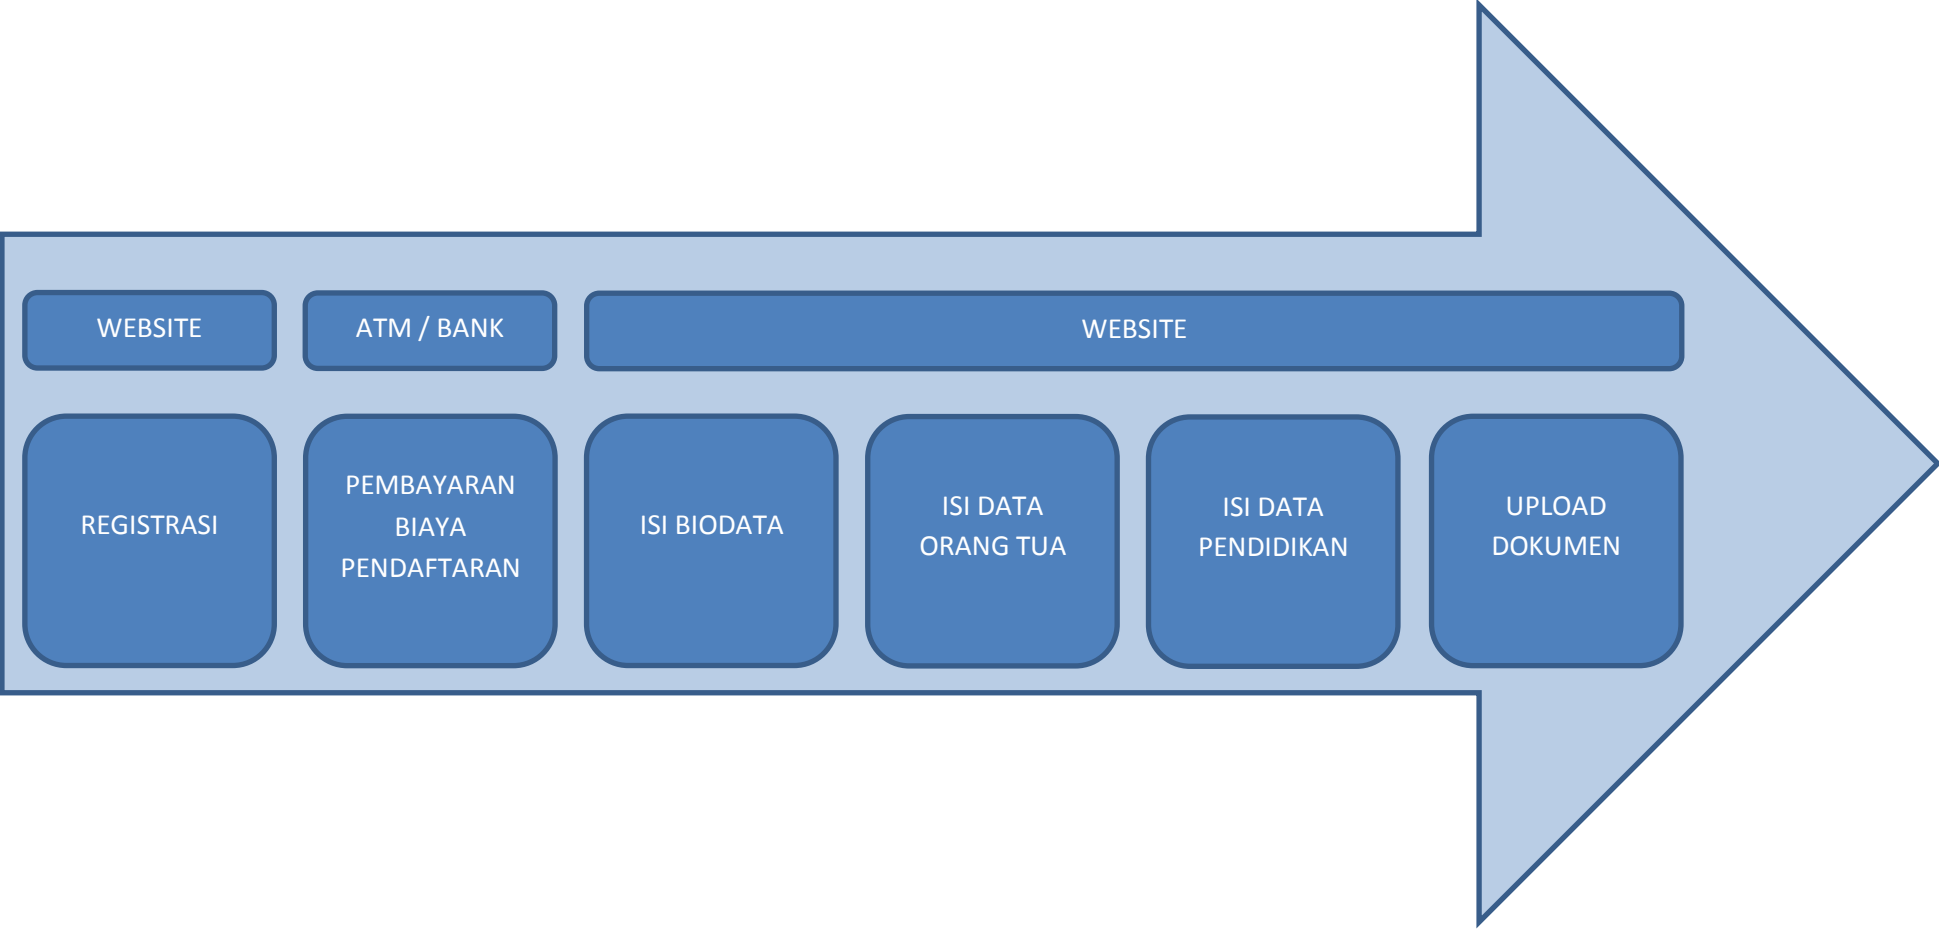 WEBSITE
ATM / BANK
WEBSITE
REGISTRASI
PEMBAYARAN
BIAYA
PENDAFTARAN
ISI BIODATA
ISI DATA
ORANG TUA
ISI DATA
PENDIDIKAN
UPLOAD
DOKUMEN